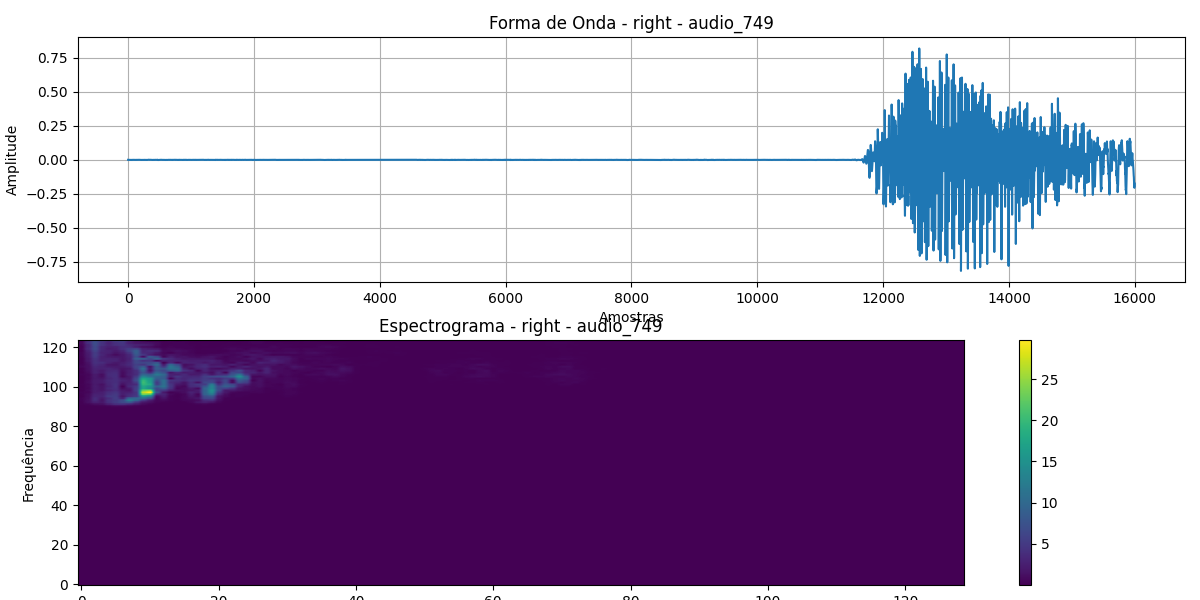 Forma de Onda - right - audio_749
Amplitude
0.75
0.50
0.25
0.00
−0.25
−0.50
−0.75
0 2000 4000 6000 8000 10000 12000 14000 16000
Amostras
Espectrograma - right - audio_749
Frequência
120
100
80
60
40
20
0
0 20 40 60 80 100 120
25
20
15
10
5